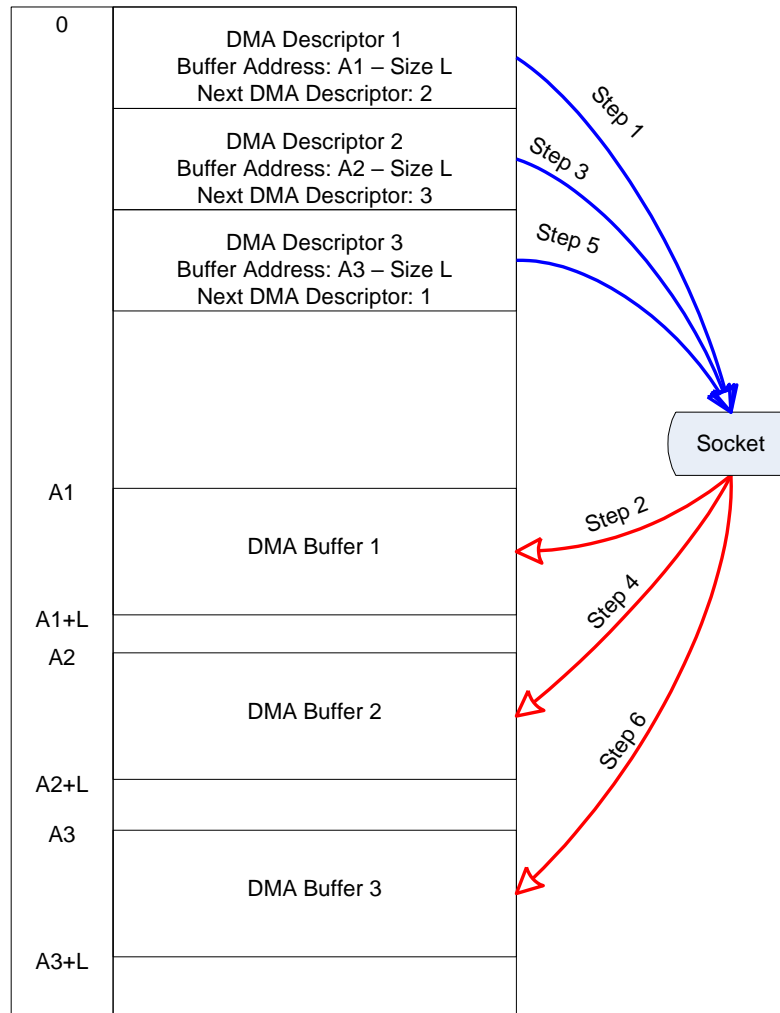 0
DMA Descriptor 1
Buffer Address: A1 – Size L
Next DMA Descriptor: 2
Step 1
DMA Descriptor 2
Buffer Address: A2 – Size L
Next DMA Descriptor: 3
Step 3
DMA Descriptor 3
Buffer Address: A3 – Size L
Next DMA Descriptor: 1
Step 5
Socket
A1
DMA Buffer 1
Step 2
A1+L
Step 4
A2
DMA Buffer 2
Step 6
A2+L
A3
DMA Buffer 3
A3+L